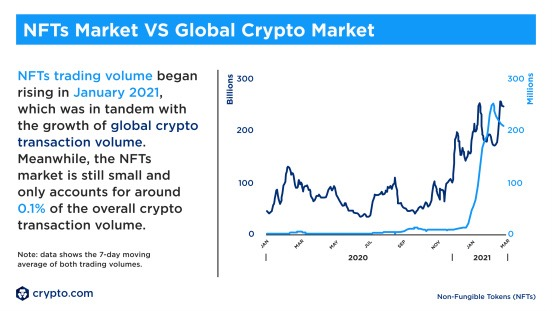 NFTs Market VS Global Crypto Market
NFTs trading volume began
rising in January 2021,
which was in tandem with
the growth of global crypto
transaction volume.
Meanwhile, the NFTs
market is still small and
only accounts for around
0.1% of the overall crypto
transaction volume.
Note: data shows the 7-day moving
average of both trading volumes.
Billions
300
200
100
0
300
200
100
0
Millions
JAN MAR MAY JUL SEP NOV JAN MAR
2020 2021
crypto.com
Non-Fungible Tokens (NFTs)